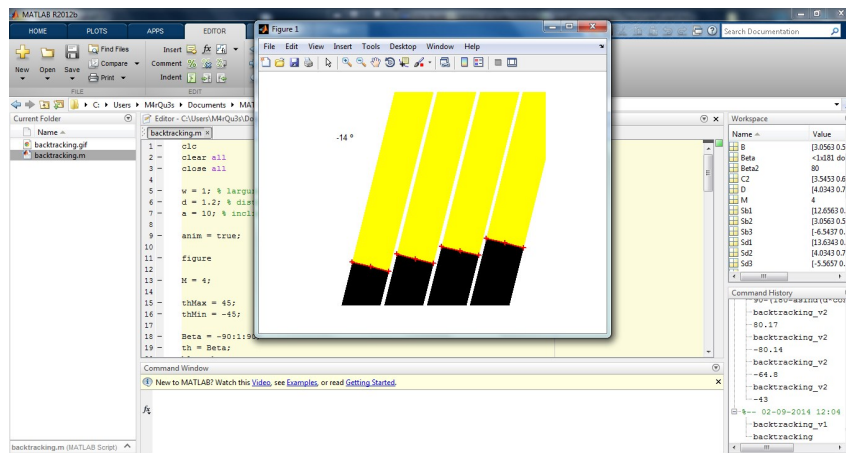 MATLAB R2012b
HOME PLOTS APPS EDITOR
Search Documentation
New Open Save
Find Files
Compare
Print
Insert fx
Comment
Indent
FILE EDIT
C: Users M4rQu3s Documents
Current Folder
Name
backtracking.gif
backtracking.m
backtracking.m (MATLAB Script)
Editor - C:\Users\M4rQu3s\Do
backtracking.m
1 - clc
2 - clear all
3 - close all
4
5 - w = 1; %
6 - d = 1.2; %
7 - a = 10; %
8
9 - anim = true;
10
11 - figure
12
13 - M = 4;
14
15 - thMax = 45;
16 - thMin = -45;
17
18 - Beta = -90:1:90
19 - th = Beta;
Figure 1
File Edit View Insert Tools Desktop Window Help
-14 º
Command Window
New to MATLAB? Watch this Video, see Examples, or read Getting Started.
fx
Workspace
Name Value
B [3.0563 0.5
Beta <1x181 do
Beta2 80
C2 [3.5453 0.6
D [4.0343 0.7
M 4
Sb1 [12.6563 0.
Sb2 [3.0563 0.5
Sb3 [-6.5437 0.
Sd1 [13.6343 0.
Sd2 [4.0343 0.7
Sd3 [-5.5657 0.
Command History
backtracking_v2
80.17
backtracking_v2
-80.14
backtracking_v2
-64.8
backtracking_v2
-43
%-- 02-09-2014 12:04
backtracking_v1
backtracking